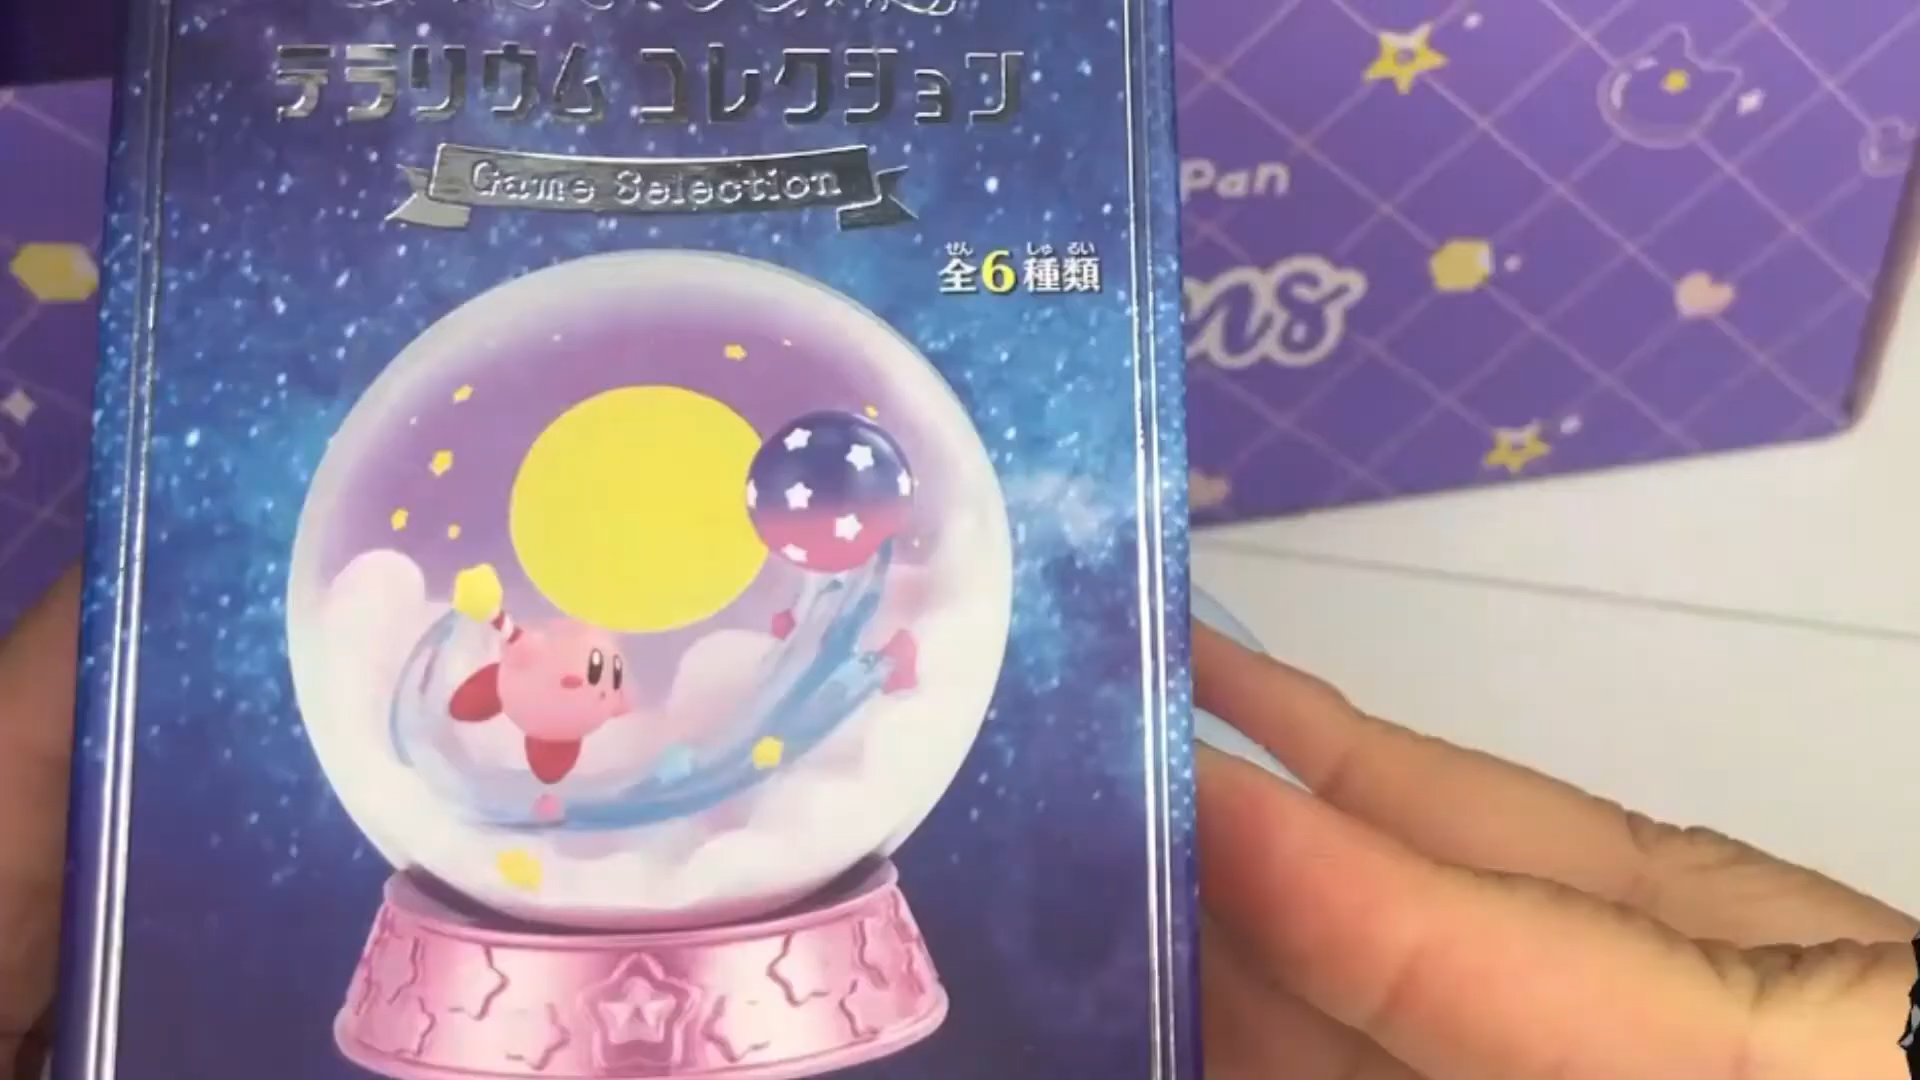 テラリウム コレクション
Game Selection
全6種類
ぜん しゅ るい
Pan
ns